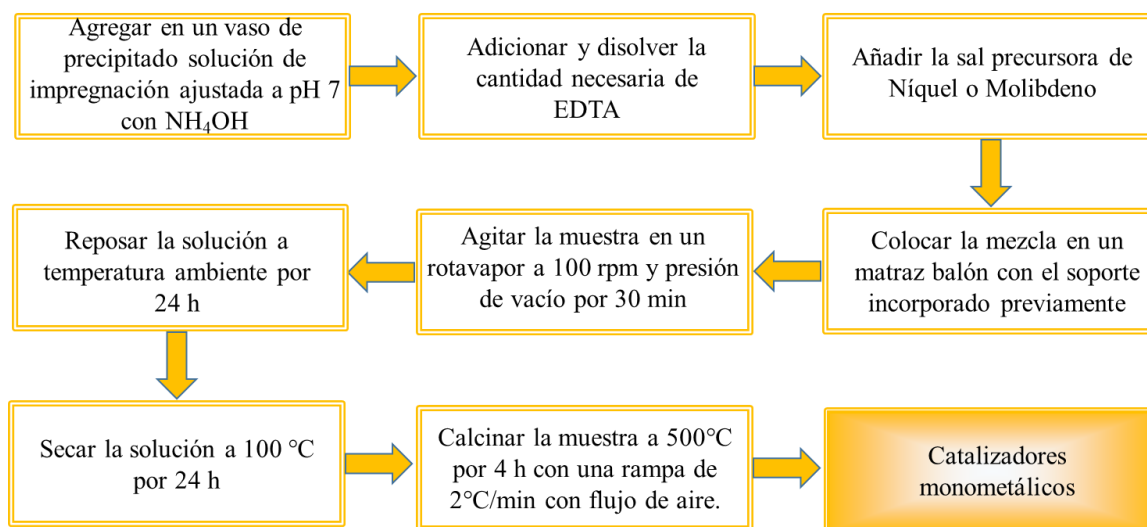 Agregar en un vaso de
precipitado solución de
impregnación ajustada a pH 7
con NH₄OH
Adicionar y disolver la
cantidad necesaria de
EDTA
Añadir la sal precursora de
Níquel o Molibdeno
Colocar la mezcla en un
matraz balón con el soporte
incorporado previamente
Agitar la muestra en un
rotavapor a 100 rpm y presión
de vacío por 30 min
Reposar la solución a
temperatura ambiente por
24 h
Secar la solución a 100 °C
por 24 h
Calcinar la muestra a 500°C
por 4 h con una rampa de
2°C/min con flujo de aire.
Catalizadores
monometálicos